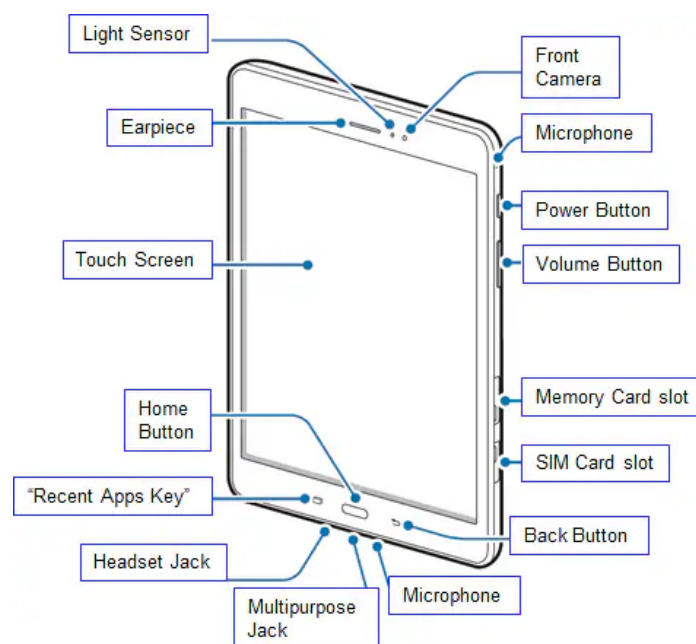 Light Sensor
Front
Camera
Earpiece
Microphone
Power Button
Touch Screen
Volume Button
Home
Button
Memory Card slot
SIM Card slot
“Recent Apps Key”
Back Button
Headset Jack
Multipurpose
Jack
Microphone